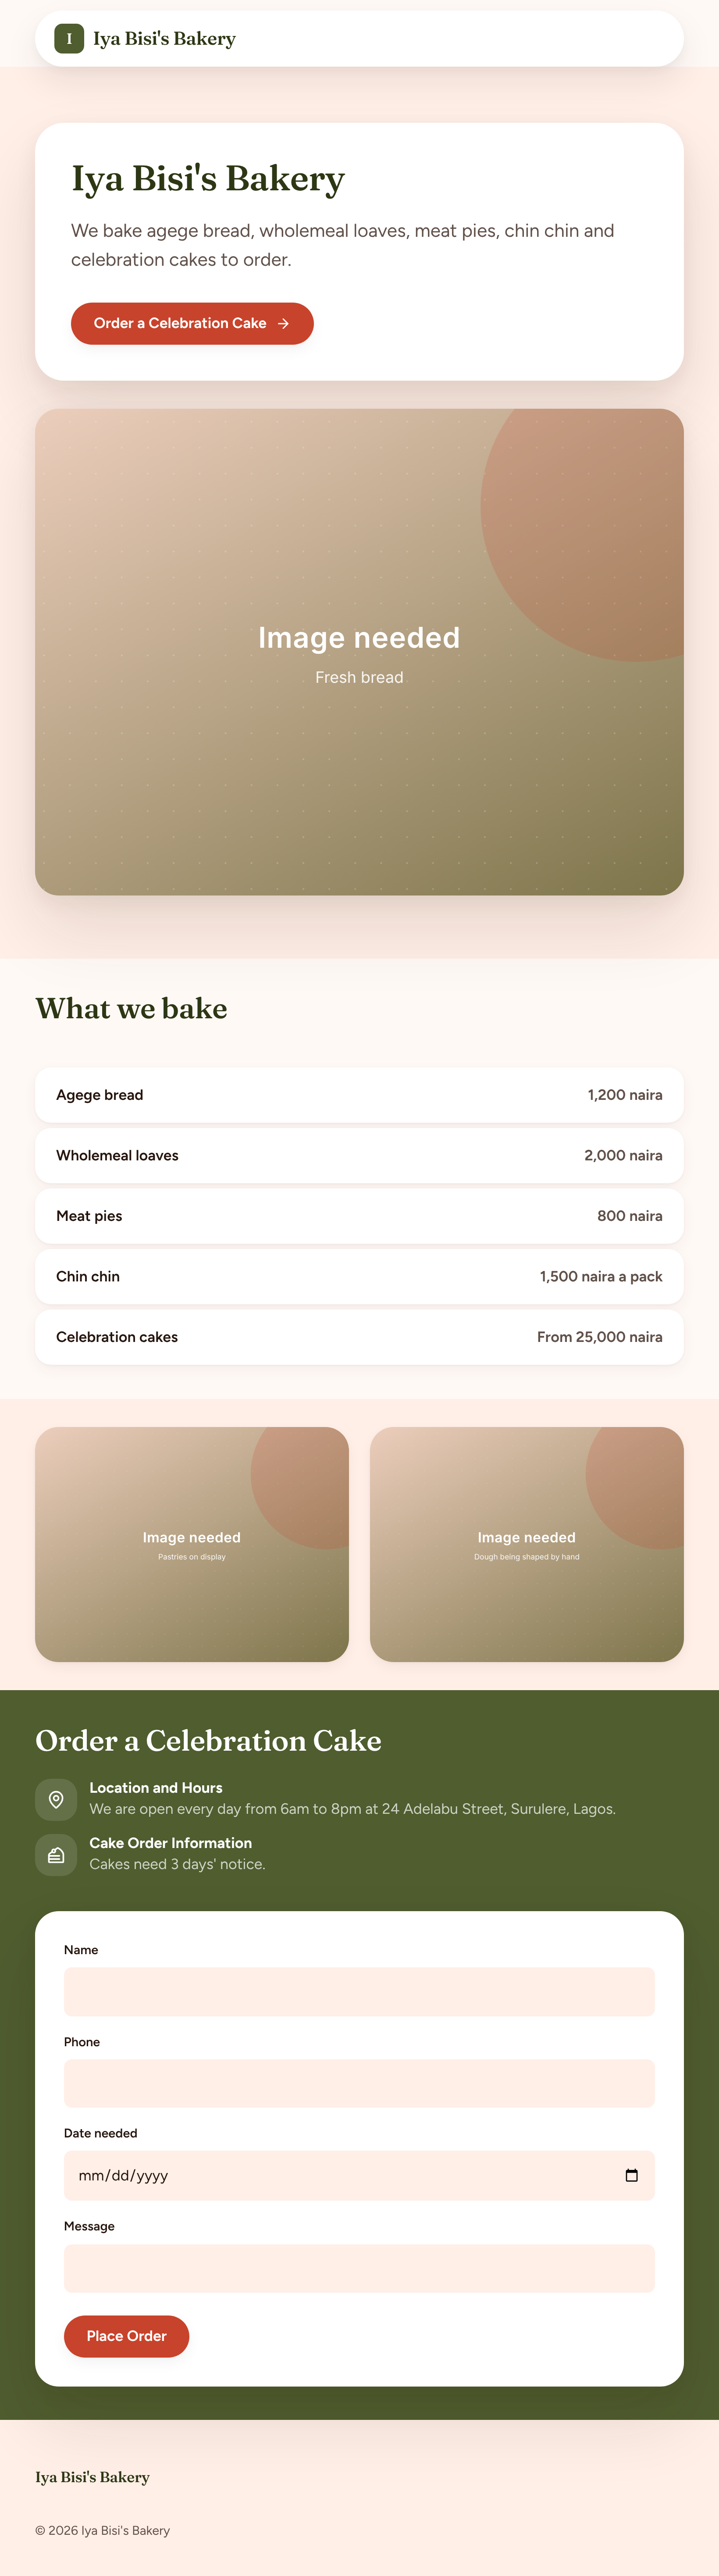 I
Iya Bisi's Bakery
Iya Bisi's Bakery
We bake agege bread, wholemeal loaves, meat pies, chin chin and
celebration cakes to order.
Order a Celebration Cake
Image needed
Fresh bread
What we bake
Agege bread
1,200 naira
Wholemeal loaves
2,000 naira
Meat pies
800 naira
Chin chin
1,500 naira a pack
Celebration cakes
From 25,000 naira
Image needed
Pastries on display
Image needed
Dough being shaped by hand
Order a Celebration Cake
Location and Hours
We are open every day from 6am to 8pm at 24 Adelabu Street, Surulere, Lagos.
Cake Order Information
Cakes need 3 days' notice.
Name
Phone
Date needed
mm/dd/yyyy
Message
Place Order
Iya Bisi's Bakery
© 2026 Iya Bisi's Bakery